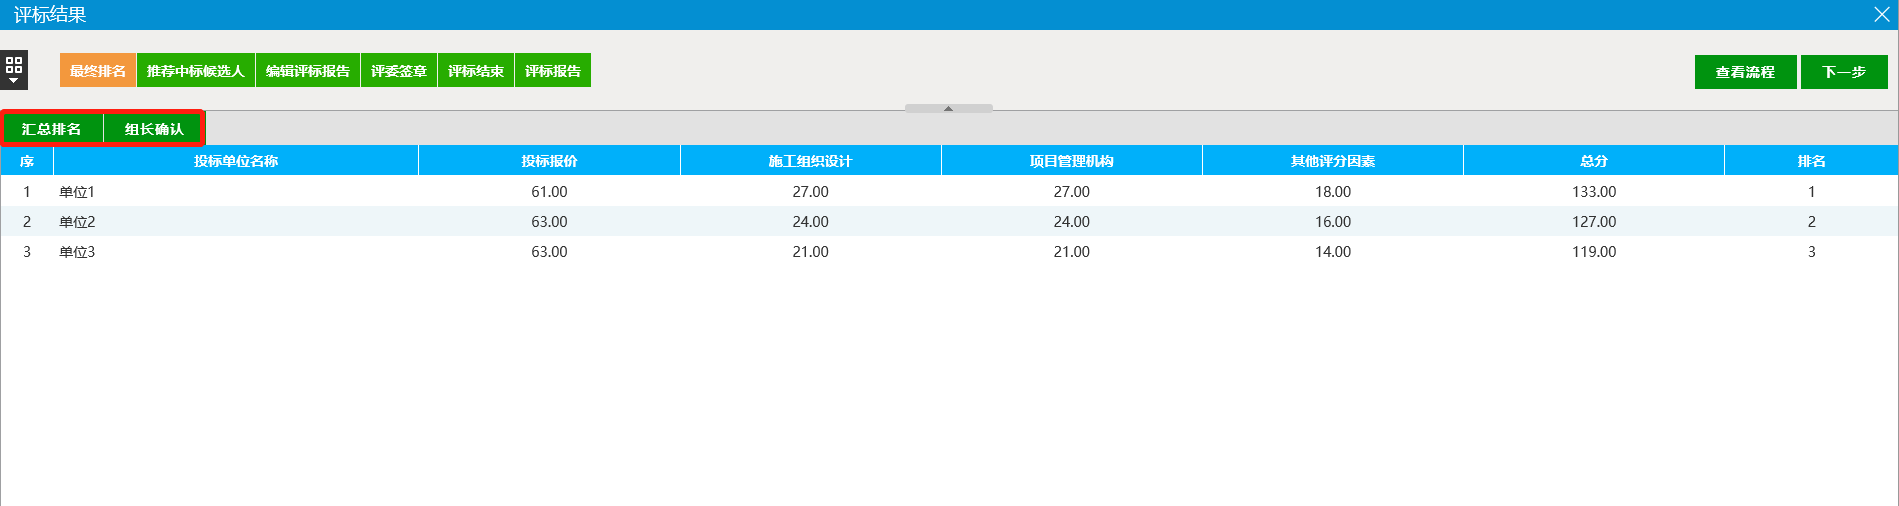 评标结果
最终排名 推荐中标候选人 编辑评标报告 评委签章 评标结束 评标报告 查看流程 下一步
汇总排名 组长确认
序 投标单位名称 投标报价 施工组织设计 项目管理机构 其他评分因素 总分 排名
1 单位1 61.00 27.00 27.00 18.00 133.00 1
2 单位2 63.00 24.00 24.00 16.00 127.00 2
3 单位3 63.00 21.00 21.00 14.00 119.00 3